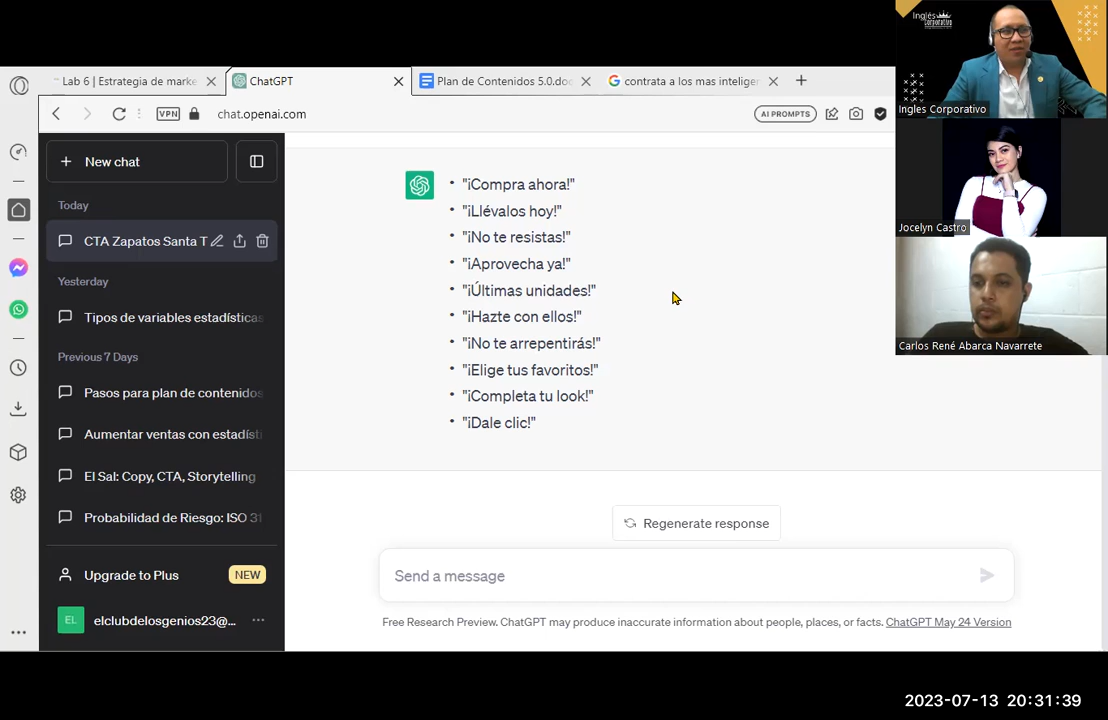 Lab 6 | Estrategia de marke
ChatGPT
Plan de Contenidos 5.0.doc
contrata a los mas inteligen
VPN
chat.openai.com
AI PROMPTS
Inglés
Corporativo
Ingles Corporativo
Jocelyn Castro
Carlos René Abarca Navarrete
New chat
Today
CTA Zapatos Santa T
Yesterday
Tipos de variables estadísticas
Previous 7 Days
Pasos para plan de contenidos
Aumentar ventas con estadísti
El Sal: Copy, CTA, Storytelling
Probabilidad de Riesgo: ISO 31
Upgrade to Plus
NEW
EL
elclubdelosgenios23@...
• "¡Compra ahora!"
• "¡Llévalos hoy!"
• "¡No te resistas!"
• "¡Aprovecha ya!"
• "¡Últimas unidades!"
• "¡Hazte con ellos!"
• "¡No te arrepentirás!"
• "¡Elige tus favoritos!"
• "¡Completa tu look!"
• "¡Dale clic!"
Regenerate response
Send a message
Free Research Preview. ChatGPT may produce inaccurate information about people, places, or facts. ChatGPT May 24 Version
2023-07-13 20:31:39